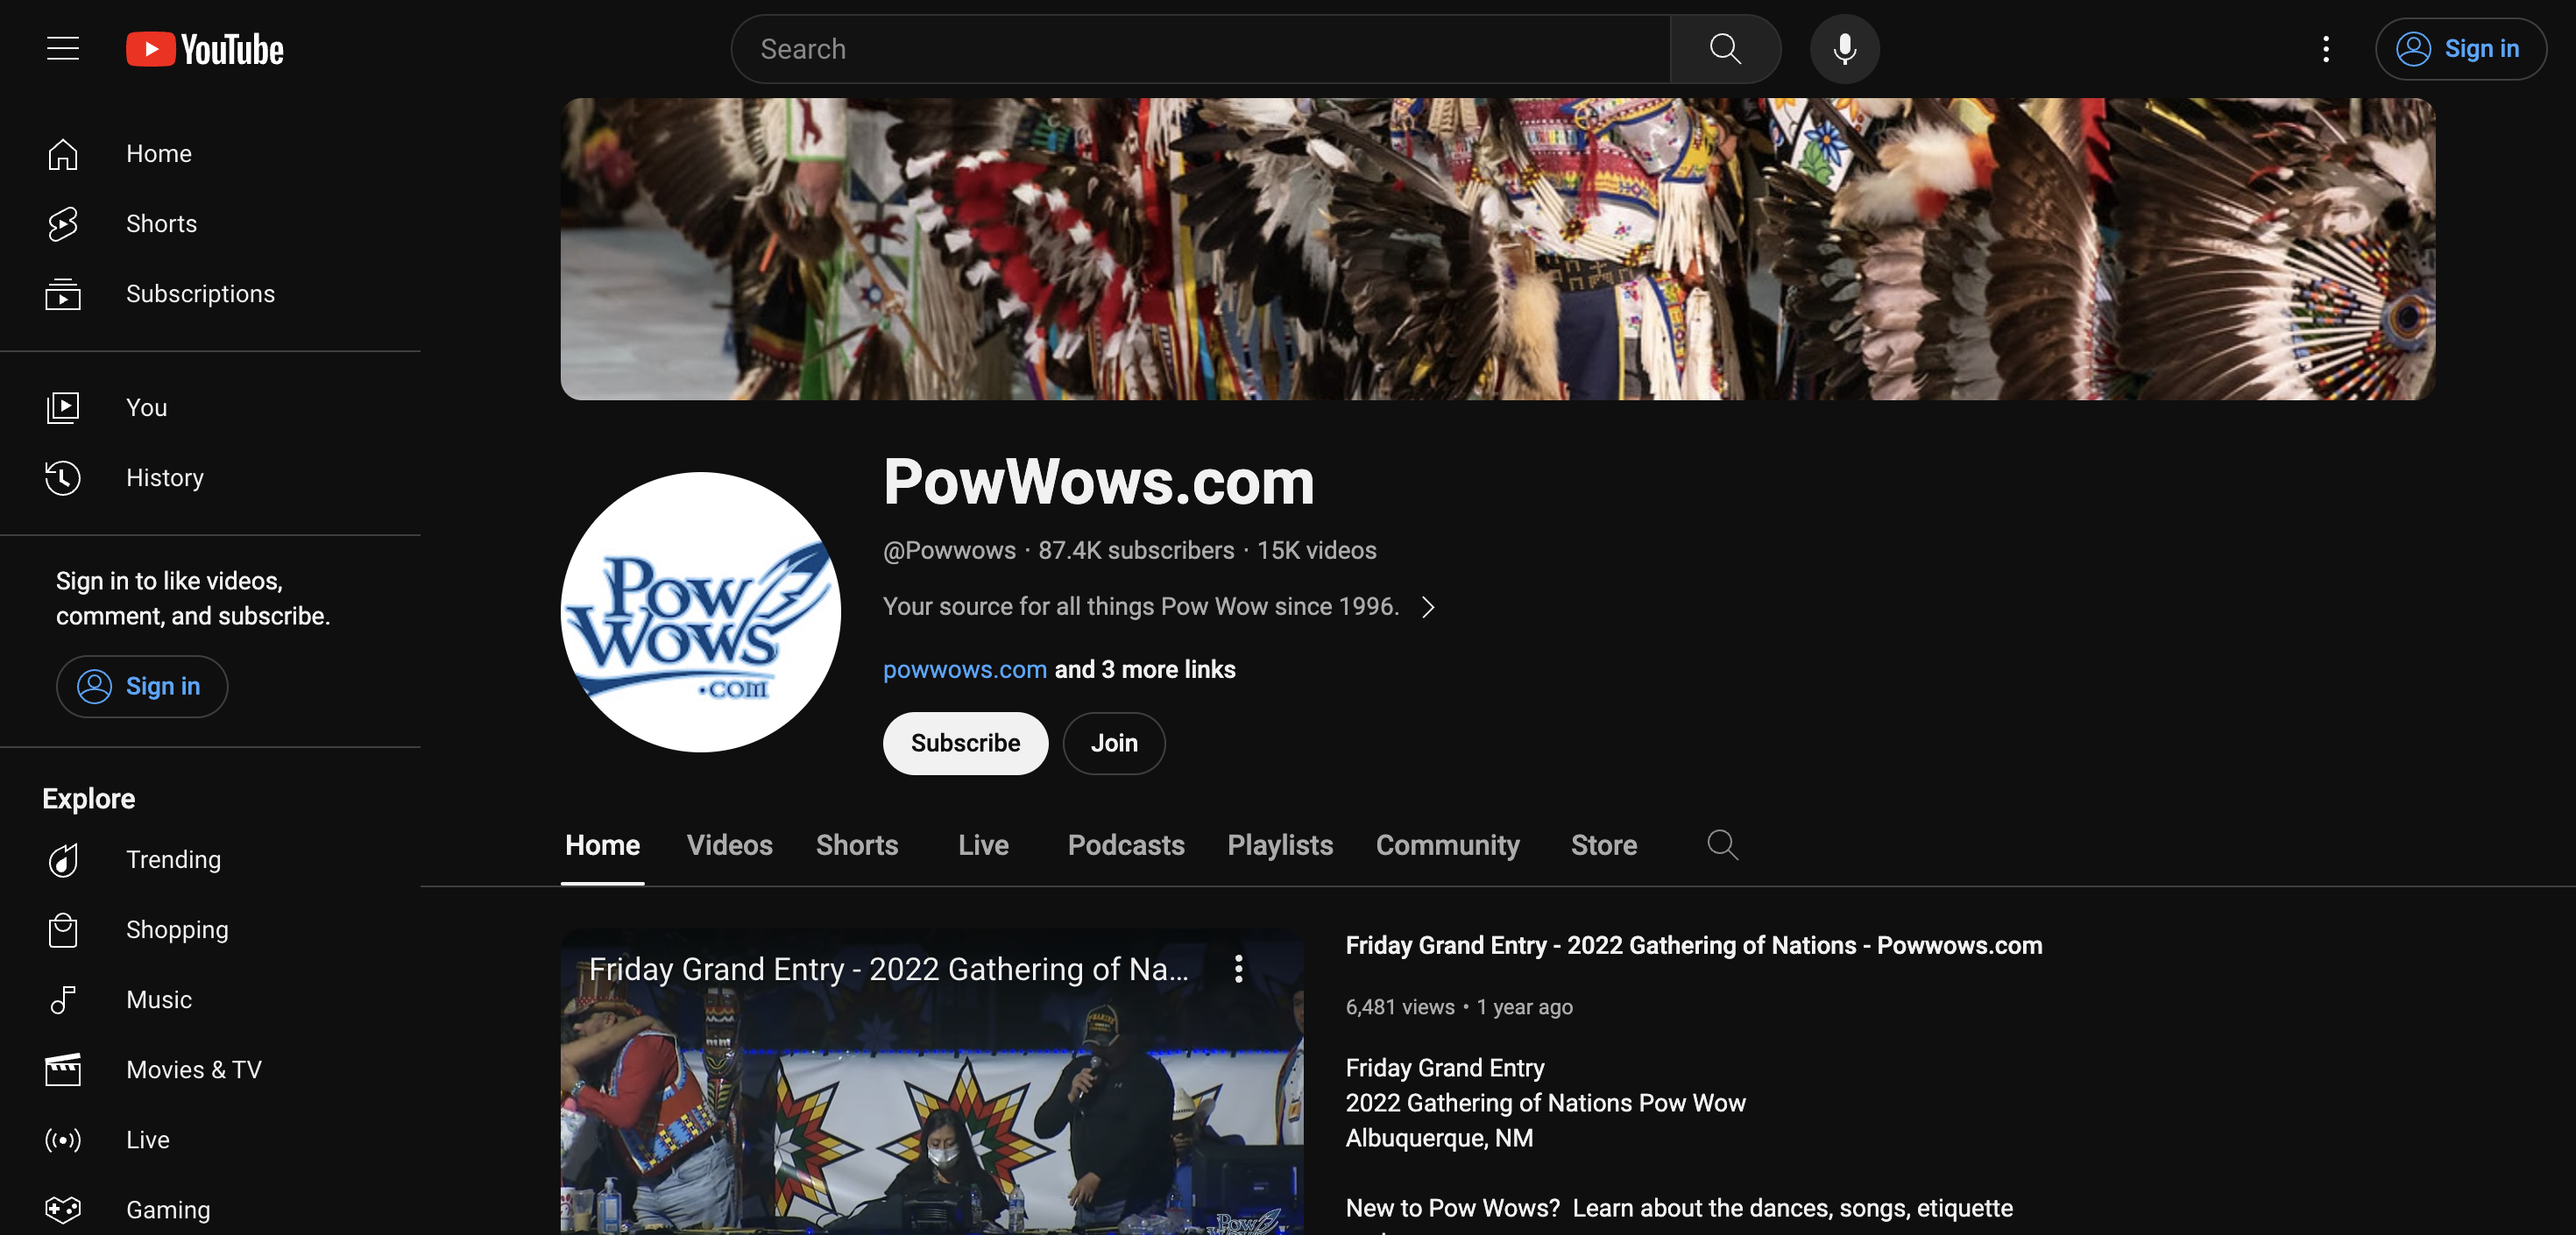 YouTube
Search
Sign in
Home
Shorts
Subscriptions
You
History
Sign in to like videos,
comment, and subscribe.
Sign in
Explore
Trending
Shopping
Music
Movies & TV
Live
Gaming
POW
WOWS
.COM
PowWows.com
@Powwows · 87.4K subscribers · 15K videos
Your source for all things Pow Wow since 1996.
powwows.com and 3 more links
Subscribe
Join
Home
Videos
Shorts
Live
Podcasts
Playlists
Community
Store
Friday Grand Entry - 2022 Gathering of Na...
POW
Friday Grand Entry - 2022 Gathering of Nations - Powwows.com
6,481 views • 1 year ago
Friday Grand Entry
2022 Gathering of Nations Pow Wow
Albuquerque, NM
New to Pow Wows?  Learn about the dances, songs, etiquette